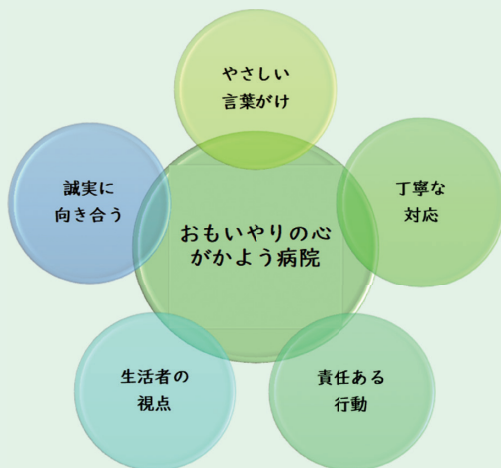 やさしい
言葉がけ
誠実に
向き合う
丁寧な
対応
おもいやりの心
がかよう病院
生活者の
視点
責任ある
行動